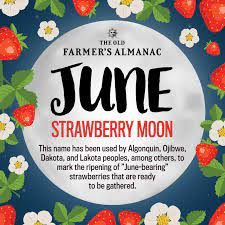 THE OLD
FARMER'S ALMANAC
JUNE
STRAWBERRY MOON
This name has been used by Algonquin, Ojibwe,
Dakota, and Lakota peoples, among others, to
mark the ripening of "June-bearing"
strawberries that are ready
to be gathered.